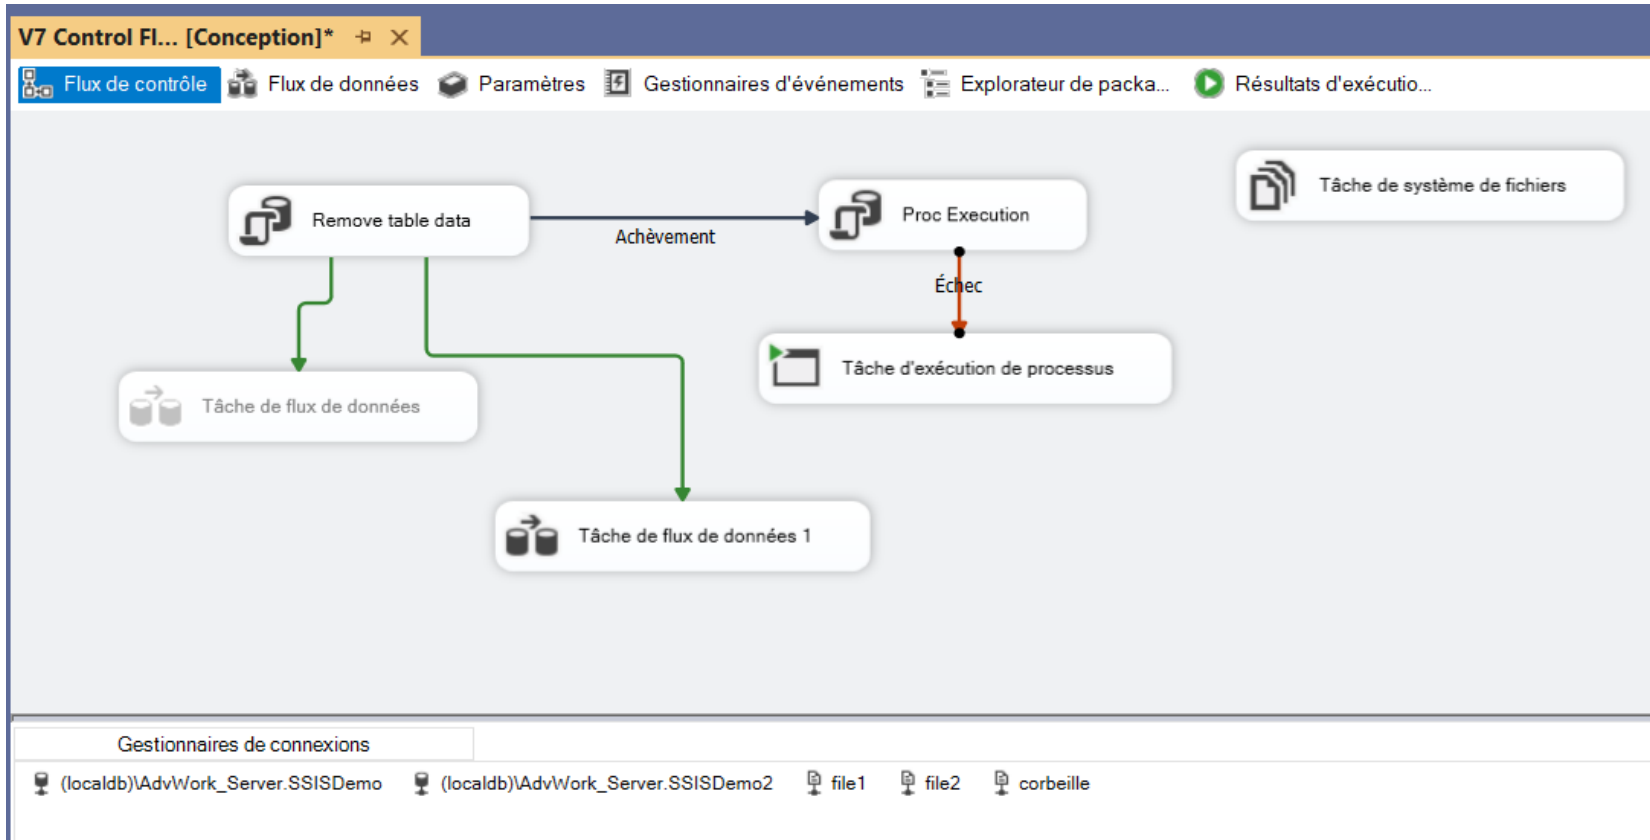 V7 Control Fl... [Conception]*
Flux de contrôle Flux de données Paramètres Gestionnaires d'événements Explorateur de packa... Résultats d'exécutio...
Tâche de système de fichiers
Remove table data
Achèvement
Proc Execution
Échec
Tâche d'exécution de processus
Tâche de flux de données
Tâche de flux de données 1
Gestionnaires de connexions
(localdb)\AdvWork_Server.SSISDemo (localdb)\AdvWork_Server.SSISDemo2 file1 file2 corbeille